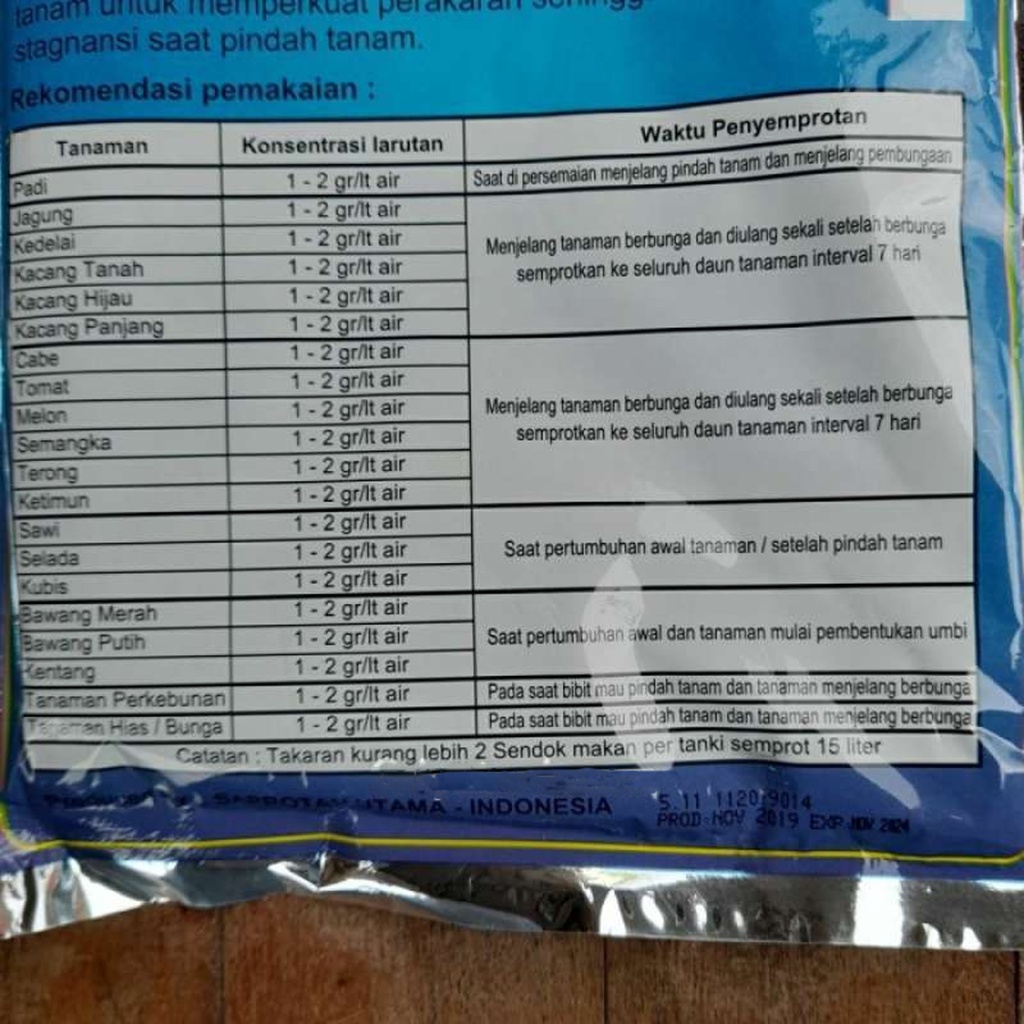 tanam untuk memperkuat perakaran
stagnansi saat pindah tanam.
Rekomendasi pemakaian :
Tanaman Konsentrasi larutan Waktu Penyemprotan
Padi 1 - 2 gr/lt air Saat di persemaian menjelang pindah tanam dan menjelang pembungaan
Jagung 1 - 2 gr/lt air
Kedelai 1 - 2 gr/lt air
Kacang Tanah 1 - 2 gr/lt air
Kacang Hijau 1 - 2 gr/lt air
Kacang Panjang 1 - 2 gr/lt air
Menjelang tanaman berbunga dan diulang sekali setelah berbunga
semprotkan ke seluruh daun tanaman interval 7 hari
Cabe 1 - 2 gr/lt air
Tomat 1 - 2 gr/lt air
Melon 1 - 2 gr/lt air
Semangka 1 - 2 gr/lt air
Terong 1 - 2 gr/lt air
Ketimun 1 - 2 gr/lt air
Menjelang tanaman berbunga dan diulang sekali setelah berbunga
semprotkan ke seluruh daun tanaman interval 7 hari
Sawi 1 - 2 gr/lt air
Selada 1 - 2 gr/lt air
Kubis 1 - 2 gr/lt air
Saat pertumbuhan awal tanaman / setelah pindah tanam
Bawang Merah 1 - 2 gr/lt air
Bawang Putih 1 - 2 gr/lt air
Kentang 1 - 2 gr/lt air
Saat pertumbuhan awal dan tanaman mulai pembentukan umbi
Tanaman Perkebunan 1 - 2 gr/lt air Pada saat bibit mau pindah tanam dan tanaman menjelang berbunga
Tanaman Hias / Bunga 1 - 2 gr/lt air Pada saat bibit mau pindah tanam dan tanaman menjelang berbunga
Catatan : Takaran kurang lebih 2 Sendok makan per tanki semprot 15 liter
UTAMA - INDONESIA
S.11 1120 9014
PROD NOV 2019 EXP NOV 2024